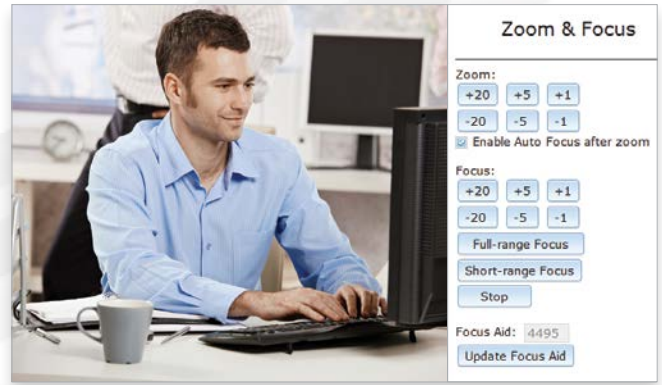 Zoom & Focus
Zoom:
+20 +5 +1
-20 -5 -1
Enable Auto Focus after zoom
Focus:
+20 +5 +1
-20 -5 -1
Full-range Focus
Short-range Focus
Stop
Focus Aid: 4495
Update Focus Aid